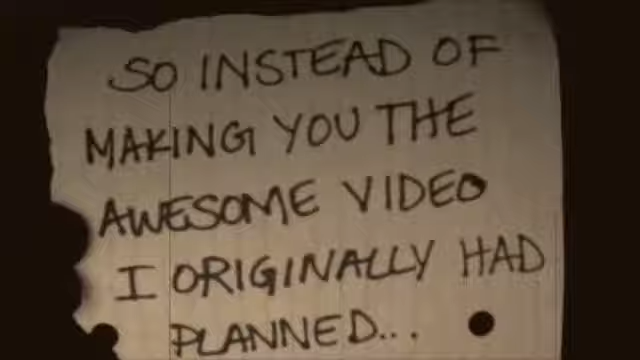 SO INSTEAD OF
MAKING YOU THE
AWESOME VIDEO
I ORIGINALLY HAD
PLANNED...